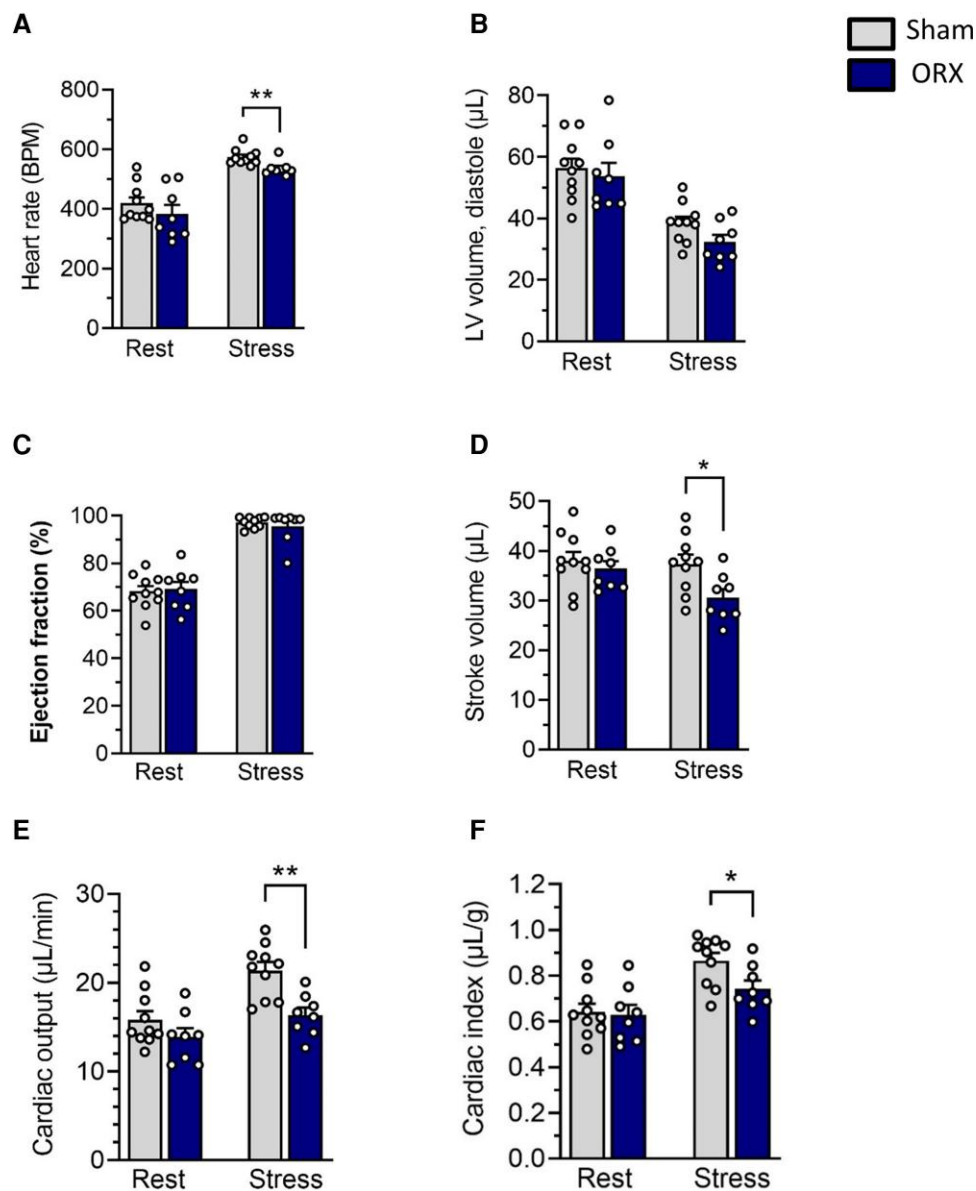 A
B
Sham
ORX
800
600
400
200
0
Heart rate (BPM)
**
Rest
Stress
80
60
40
20
0
LV volume, diastole (μL)
Rest
Stress
C
D
100
80
60
40
20
0
Ejection fraction (%)
Rest
Stress
50
40
30
20
10
0
Stroke volume (μL)
*
Rest
Stress
E
F
30
20
10
0
Cardiac output (μL/min)
**
Rest
Stress
1.2
1.0
0.8
0.6
0.4
0.2
0.0
Cardiac index (μL/g)
*
Rest
Stress